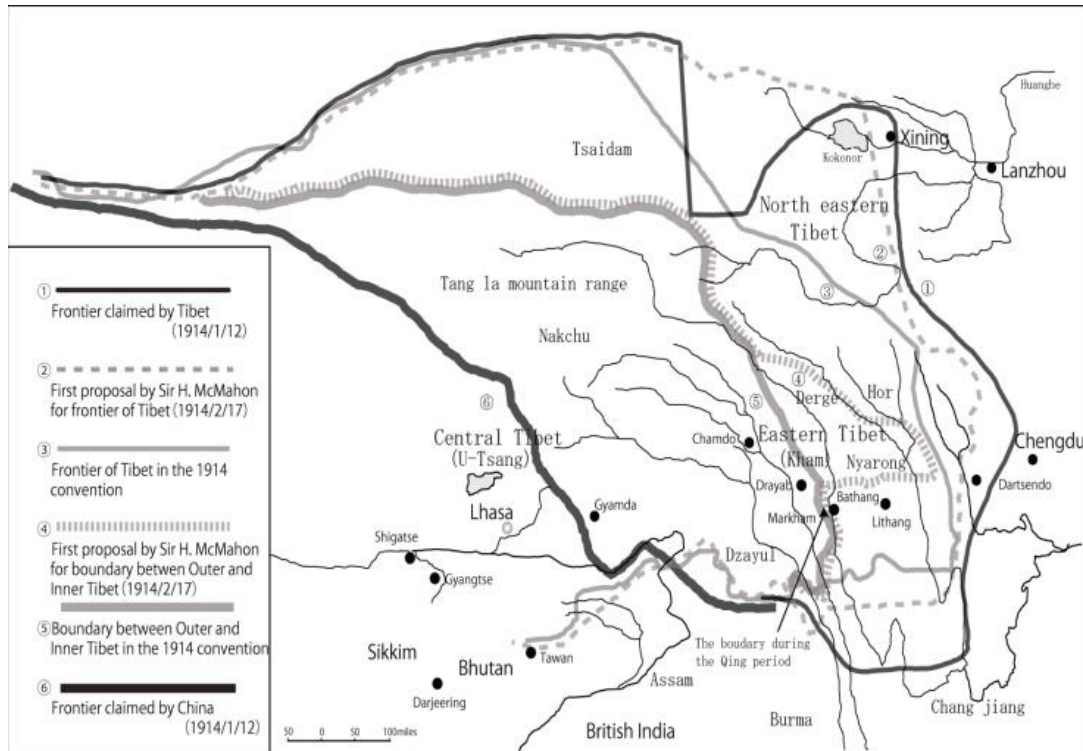 Huanghe
Xining
Kokonor
Lanzhou
Tsaidam
North eastern
Tibet
②
①
③
Tang la mountain range
Nakchu
④
Derge
Hor
⑤
⑥
Chamdo
Eastern Tibet
(Kham)
Nyarong
Chengdu
Central Tibet
(U-Tsang)
Drayab
Dartsendo
Bathang
Markham
Lithang
Gyamda
Lhasa
Shigatse
Gyangtse
Dzayul
The boudary during
the Qing period
Sikkim
Bhutan
Tawan
Assam
Darjeering
Chang jiang
Burma
British India
50 0 50 100miles
①
Frontier claimed by Tibet
(1914/1/12)
②
First proposal by Sir H. McMahon
for frontier of Tibet (1914/2/17)
③
Frontier of Tibet in the 1914
convention
④
First proposal by Sir H. McMahon
for boundary betwen Outer and
Inner Tibet (1914/2/17)
⑤ Boundary between Outer and
Inner Tibet in the 1914 convention
⑥
Frontier claimed by China
(1914/1/12)